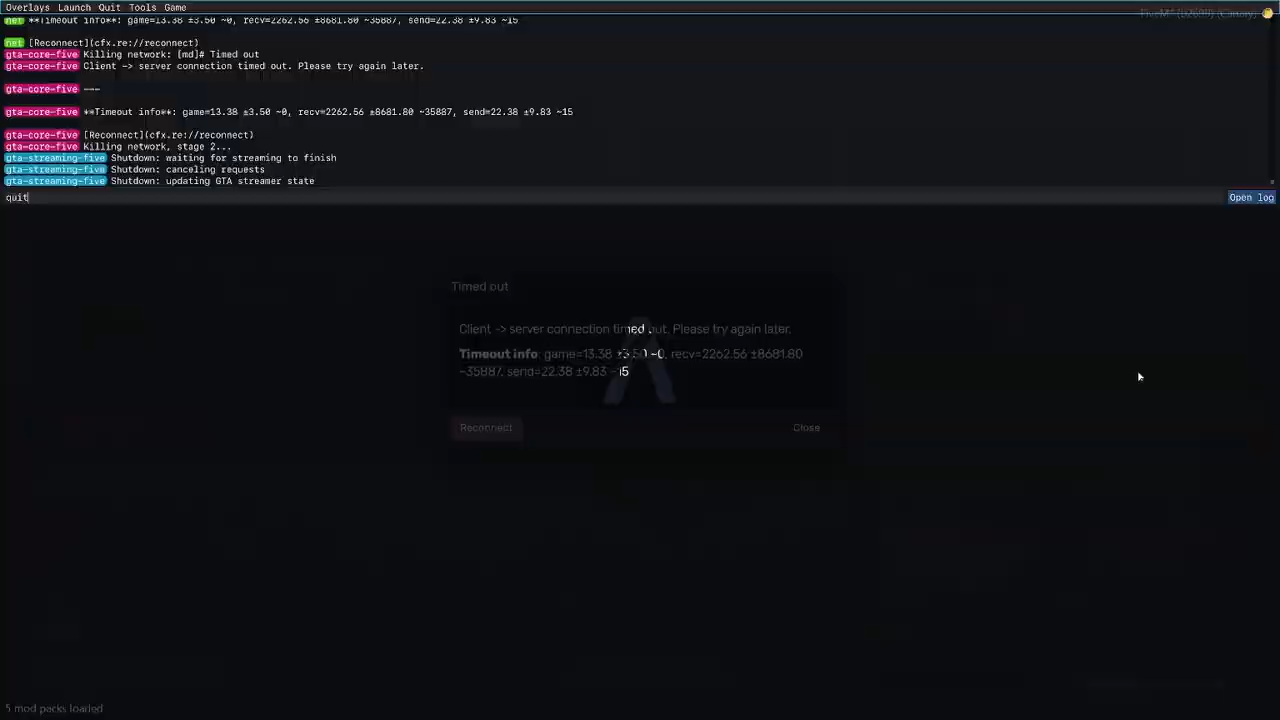 Overlays Launch Quit Tools Game
FiveM* (b2699) (Canary)
net **Timeout info**: game=13.38 ±3.50 ~0, recv=2262.56 ±8681.80 ~35887, send=22.38 ±9.83 ~15
net [Reconnect](cfx.re://reconnect)
gta-core-five Killing network: [md]# Timed out
gta-core-five Client -> server connection timed out. Please try again later.
gta-core-five ---
gta-core-five **Timeout info**: game=13.38 ±3.50 ~0, recv=2262.56 ±8681.80 ~35887, send=22.38 ±9.83 ~15
gta-core-five [Reconnect](cfx.re://reconnect)
gta-core-five Killing network, stage 2...
gta-streaming-five Shutdown: waiting for streaming to finish
gta-streaming-five Shutdown: canceling requests
gta-streaming-five Shutdown: updating GTA streamer state
quit Open log
Timed out
Client -> server connection timed out. Please try again later.
Timeout info: game=13.38 ±3.50 ~0, recv=2262.56 ±8681.80
~35887, send=22.38 ±9.83 ~15
Reconnect Close
5 mod packs loaded